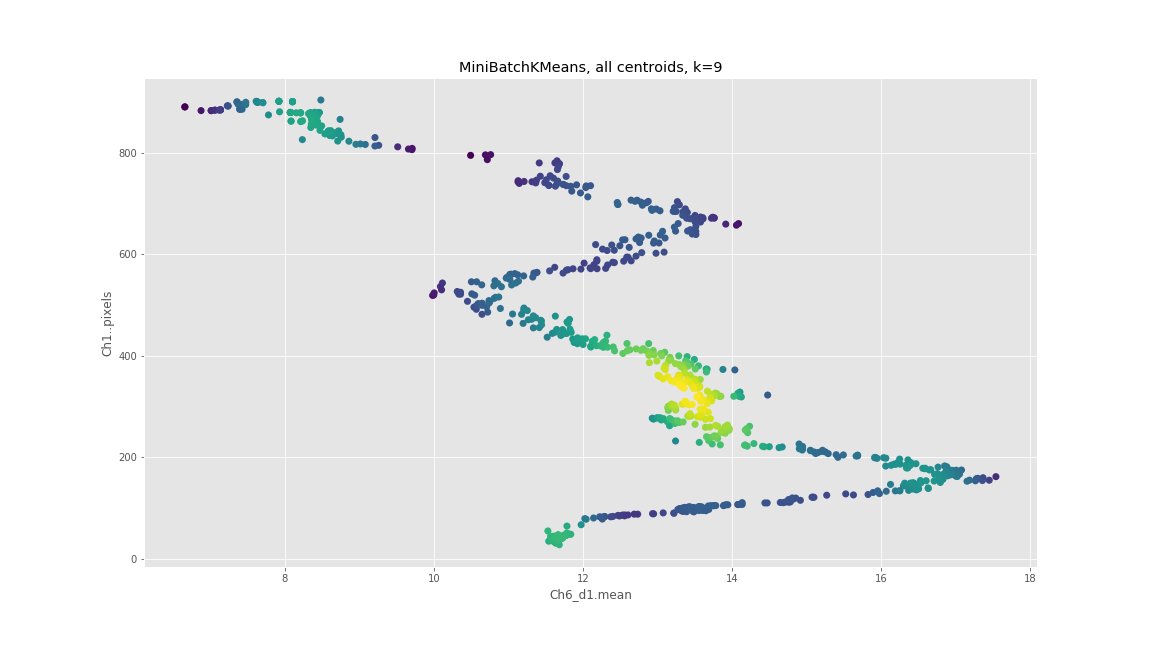 MiniBatchKMeans, all centroids, k=9
800
600
400
200
0
Ch1..pixels
8 10 12 14 16 18
Ch6_d1.mean